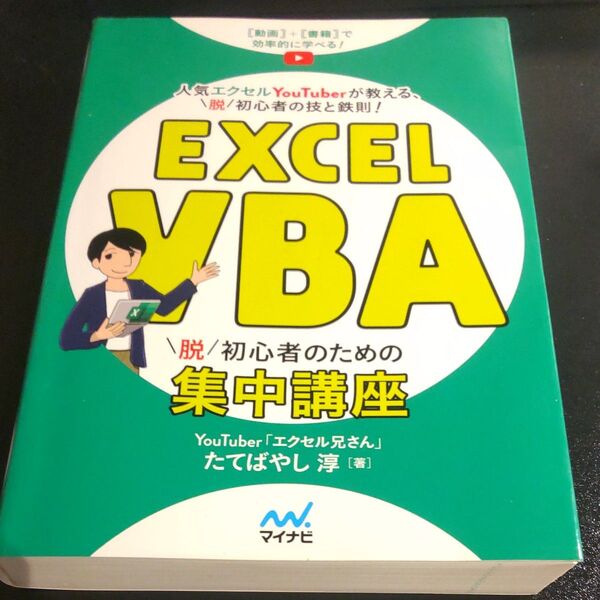 ［動画］+［書籍］で
効率的に学べる！
人気エクセルYouTuberが教える、
\脱/初心者の技と鉄則！
EXCEL
VBA
X
\脱/初心者のための
集中講座
YouTuber「エクセル兄さん」
たてばやし 淳［著］
マイナビ